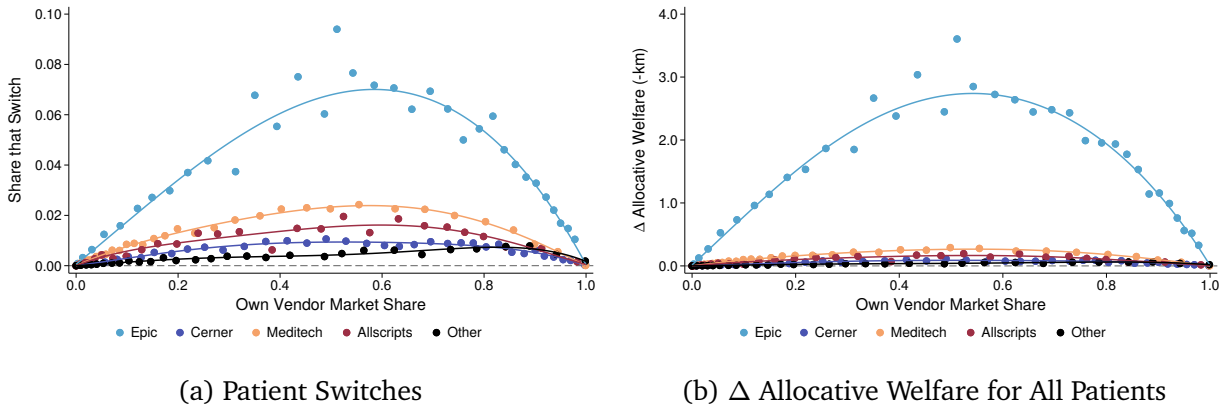 0.10
0.08
0.06
0.04
0.02
0.00
Share that Switch
0.0 0.2 0.4 0.6 0.8 1.0
Own Vendor Market Share
Epic Cerner Meditech Allscripts Other
(a) Patient Switches
4.0
3.0
2.0
1.0
0.0
Δ Allocative Welfare (-km)
0.0 0.2 0.4 0.6 0.8 1.0
Own Vendor Market Share
Epic Cerner Meditech Allscripts Other
(b) Δ Allocative Welfare for All Patients